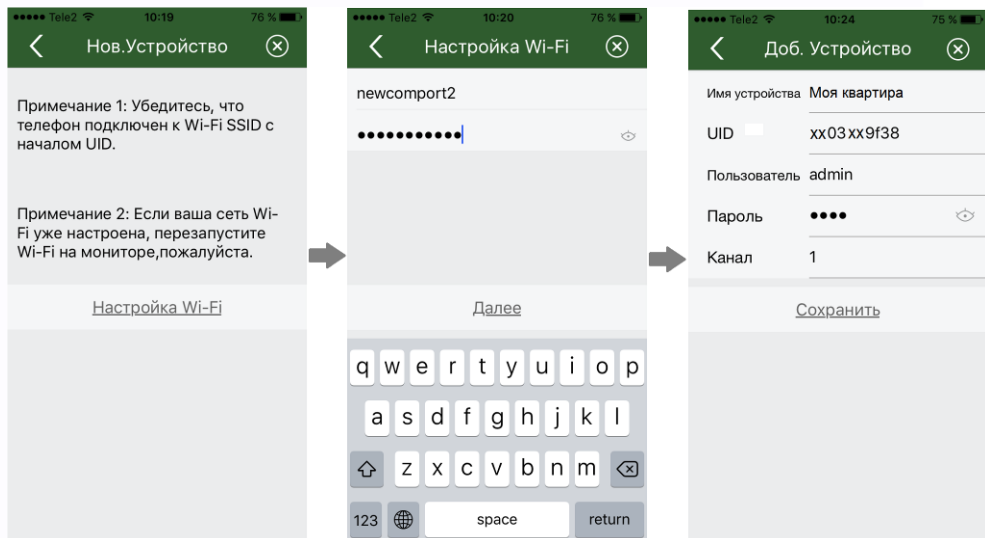 Tele2 10:19 76 %
Нов.Устройство
Примечание 1: Убедитесь, что
телефон подключен к Wi-Fi SSID с
началом UID.
Примечание 2: Если ваша сеть Wi-
Fi уже настроена, перезапустите
Wi-Fi на мониторе,пожалуйста.
Настройка Wi-Fi
Tele2 10:20 76 %
Настройка Wi-Fi
newcomport2
•••••••••••
Далее
q w e r t y u i o p
a s d f g h j k l
z x c v b n m
123 space return
Tele2 10:24 75 %
Доб. Устройство
Имя устройства Моя квартира
UID xx03xx9f38
Пользователь admin
Пароль ••••
Канал 1
Сохранить